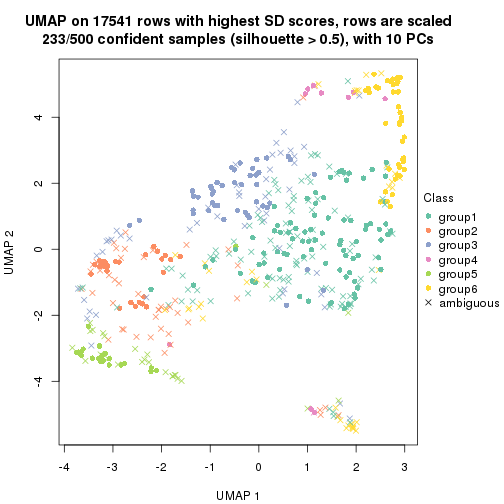 UMAP on 17541 rows with highest SD scores, rows are scaled
233/500 confident samples (silhouette > 0.5), with 10 PCs
4
2
0
-2
-4
UMAP 2
-4
-3
-2
-1
0
1
2
3
UMAP 1
Class
group1
group2
group3
group4
group5
group6
ambiguous